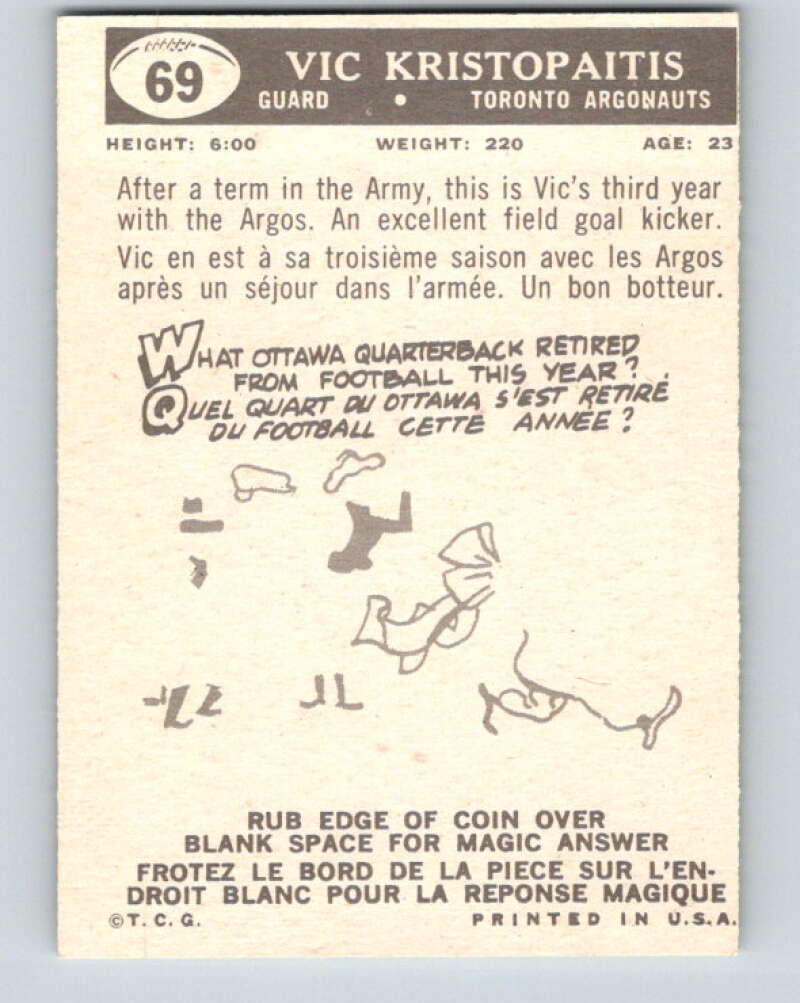 69
VIC KRISTOPAITIS
GUARD • TORONTO ARGONAUTS
HEIGHT: 6:00 WEIGHT: 220 AGE: 23
After a term in the Army, this is Vic's third year
with the Argos. An excellent field goal kicker.
Vic en est à sa troisième saison avec les Argos
après un séjour dans l'armée. Un bon botteur.
WHAT OTTAWA QUARTERBACK RETIRED
FROM FOOTBALL THIS YEAR?
QUEL QUART DU OTTAWA S'EST RETIRÉ
DU FOOTBALL CETTE ANNÉE?
RUB EDGE OF COIN OVER
BLANK SPACE FOR MAGIC ANSWER
FROTEZ LE BORD DE LA PIECE SUR L'EN-
DROIT BLANC POUR LA REPONSE MAGIQUE
©T.C.G. PRINTED IN U.S.A.